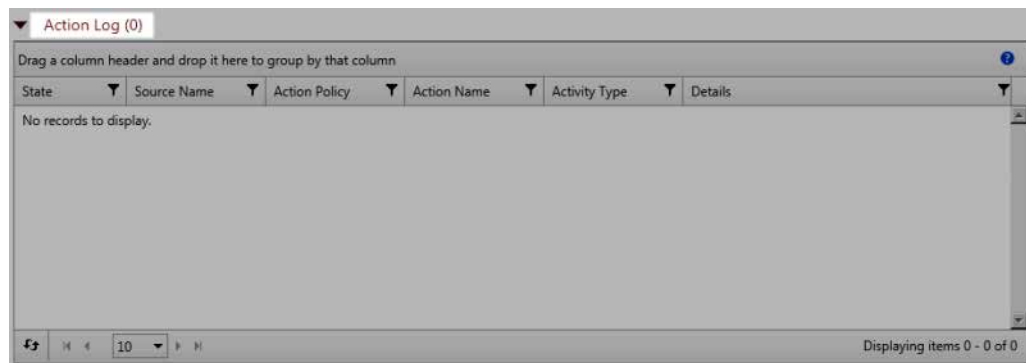 Action Log (0)
Drag a column header and drop it here to group by that column
State Source Name Action Policy Action Name Activity Type Details
No records to display.
10 Displaying items 0 - 0 of 0